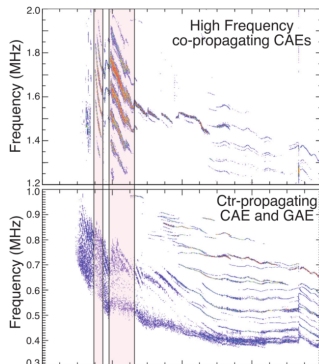 2.0
High Frequency
co-propagating CAEs
1.8
1.6
1.4
1.2
Frequency (MHz)
1.0
Ctr-propagating
CAE and GAE
0.9
0.8
0.7
0.6
0.5
0.4
0.3
Frequency (MHz)